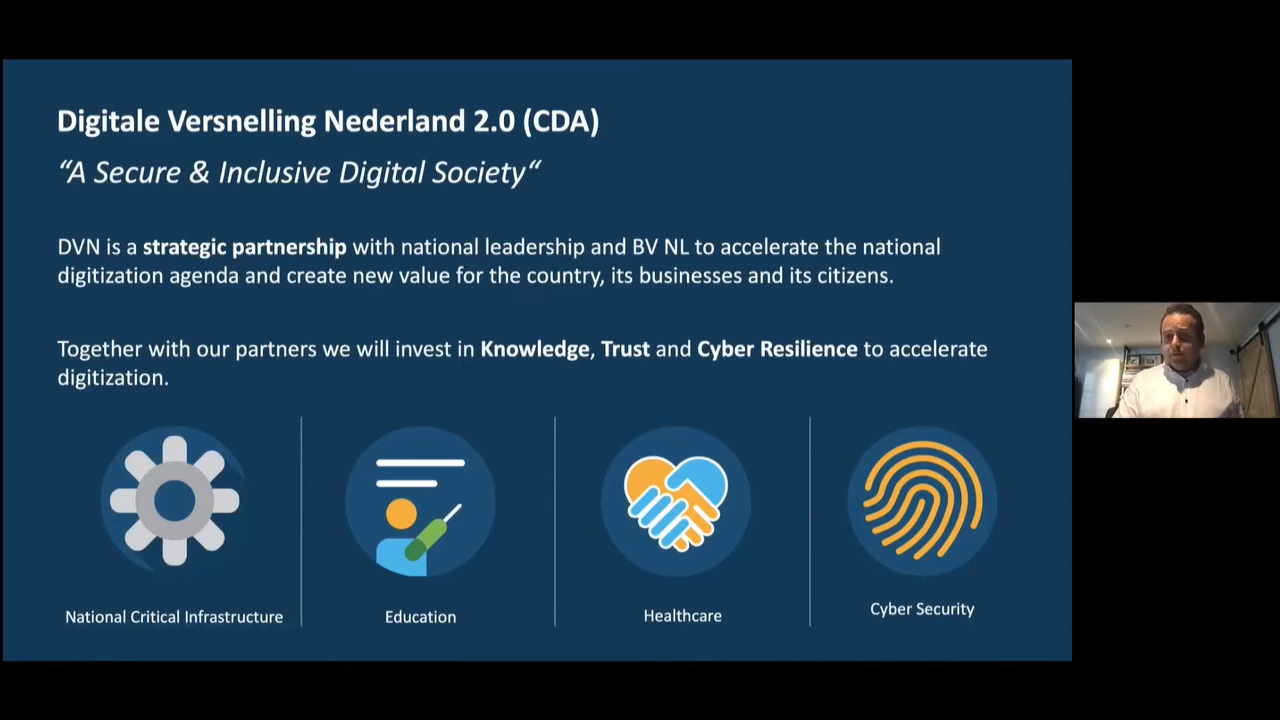 Digitale Versnelling Nederland 2.0 (CDA)
“A Secure & Inclusive Digital Society“
DVN is a strategic partnership with national leadership and BV NL to accelerate the national
digitization agenda and create new value for the country, its businesses and its citizens.
Together with our partners we will invest in Knowledge, Trust and Cyber Resilience to accelerate
digitization.
National Critical Infrastructure
Education
Healthcare
Cyber Security